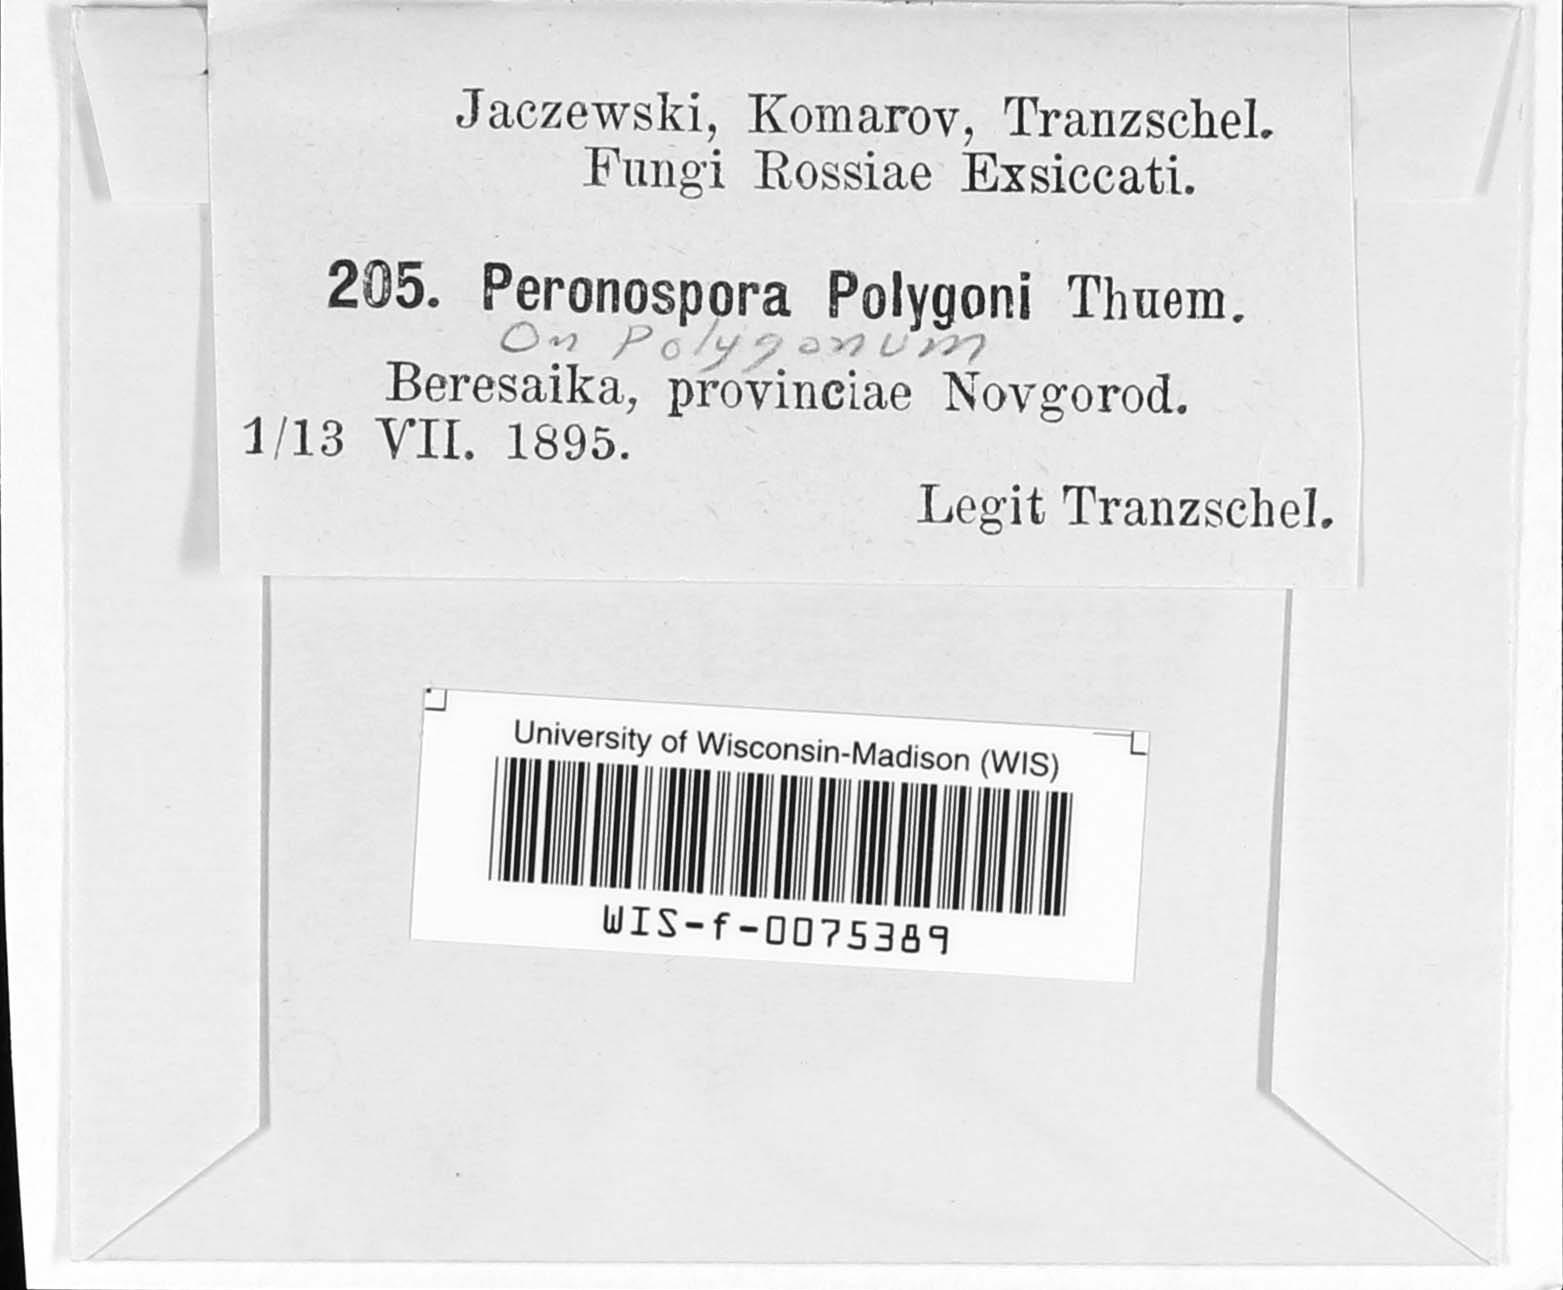 Jaczewski, Komarov, Tranzschel.
Fungi Rossiae Exsiccati.
205. Peronospora Polygoni Thuem.
On Polygonum
Beresaika, provinciae Novgorod.
1/13 VII. 1895.
Legit Tranzschel.
University of Wisconsin-Madison (WIS)
WIS-f-0075389